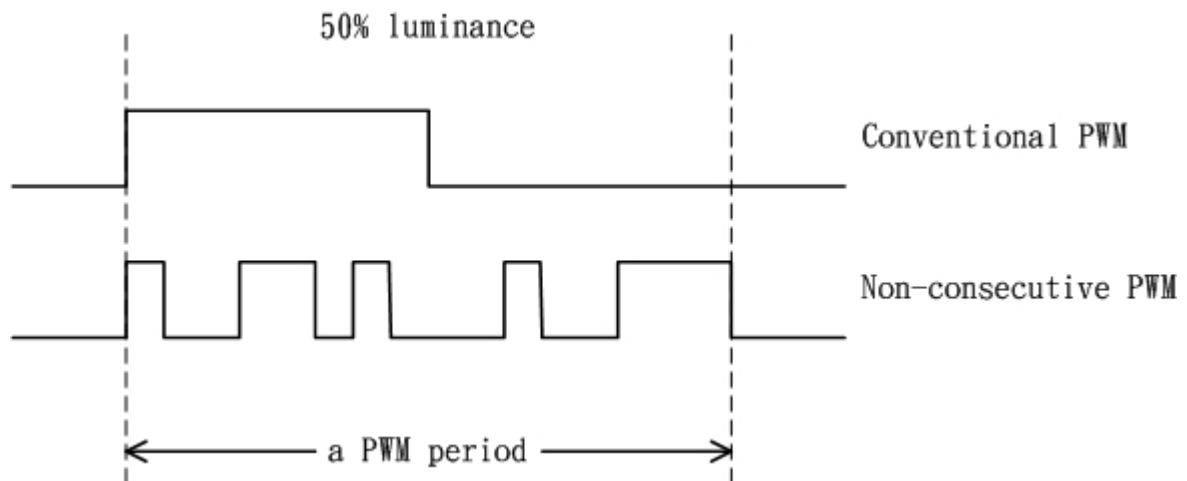 50% luminance
Conventional PWM
Non-consecutive PWM
a PWM period